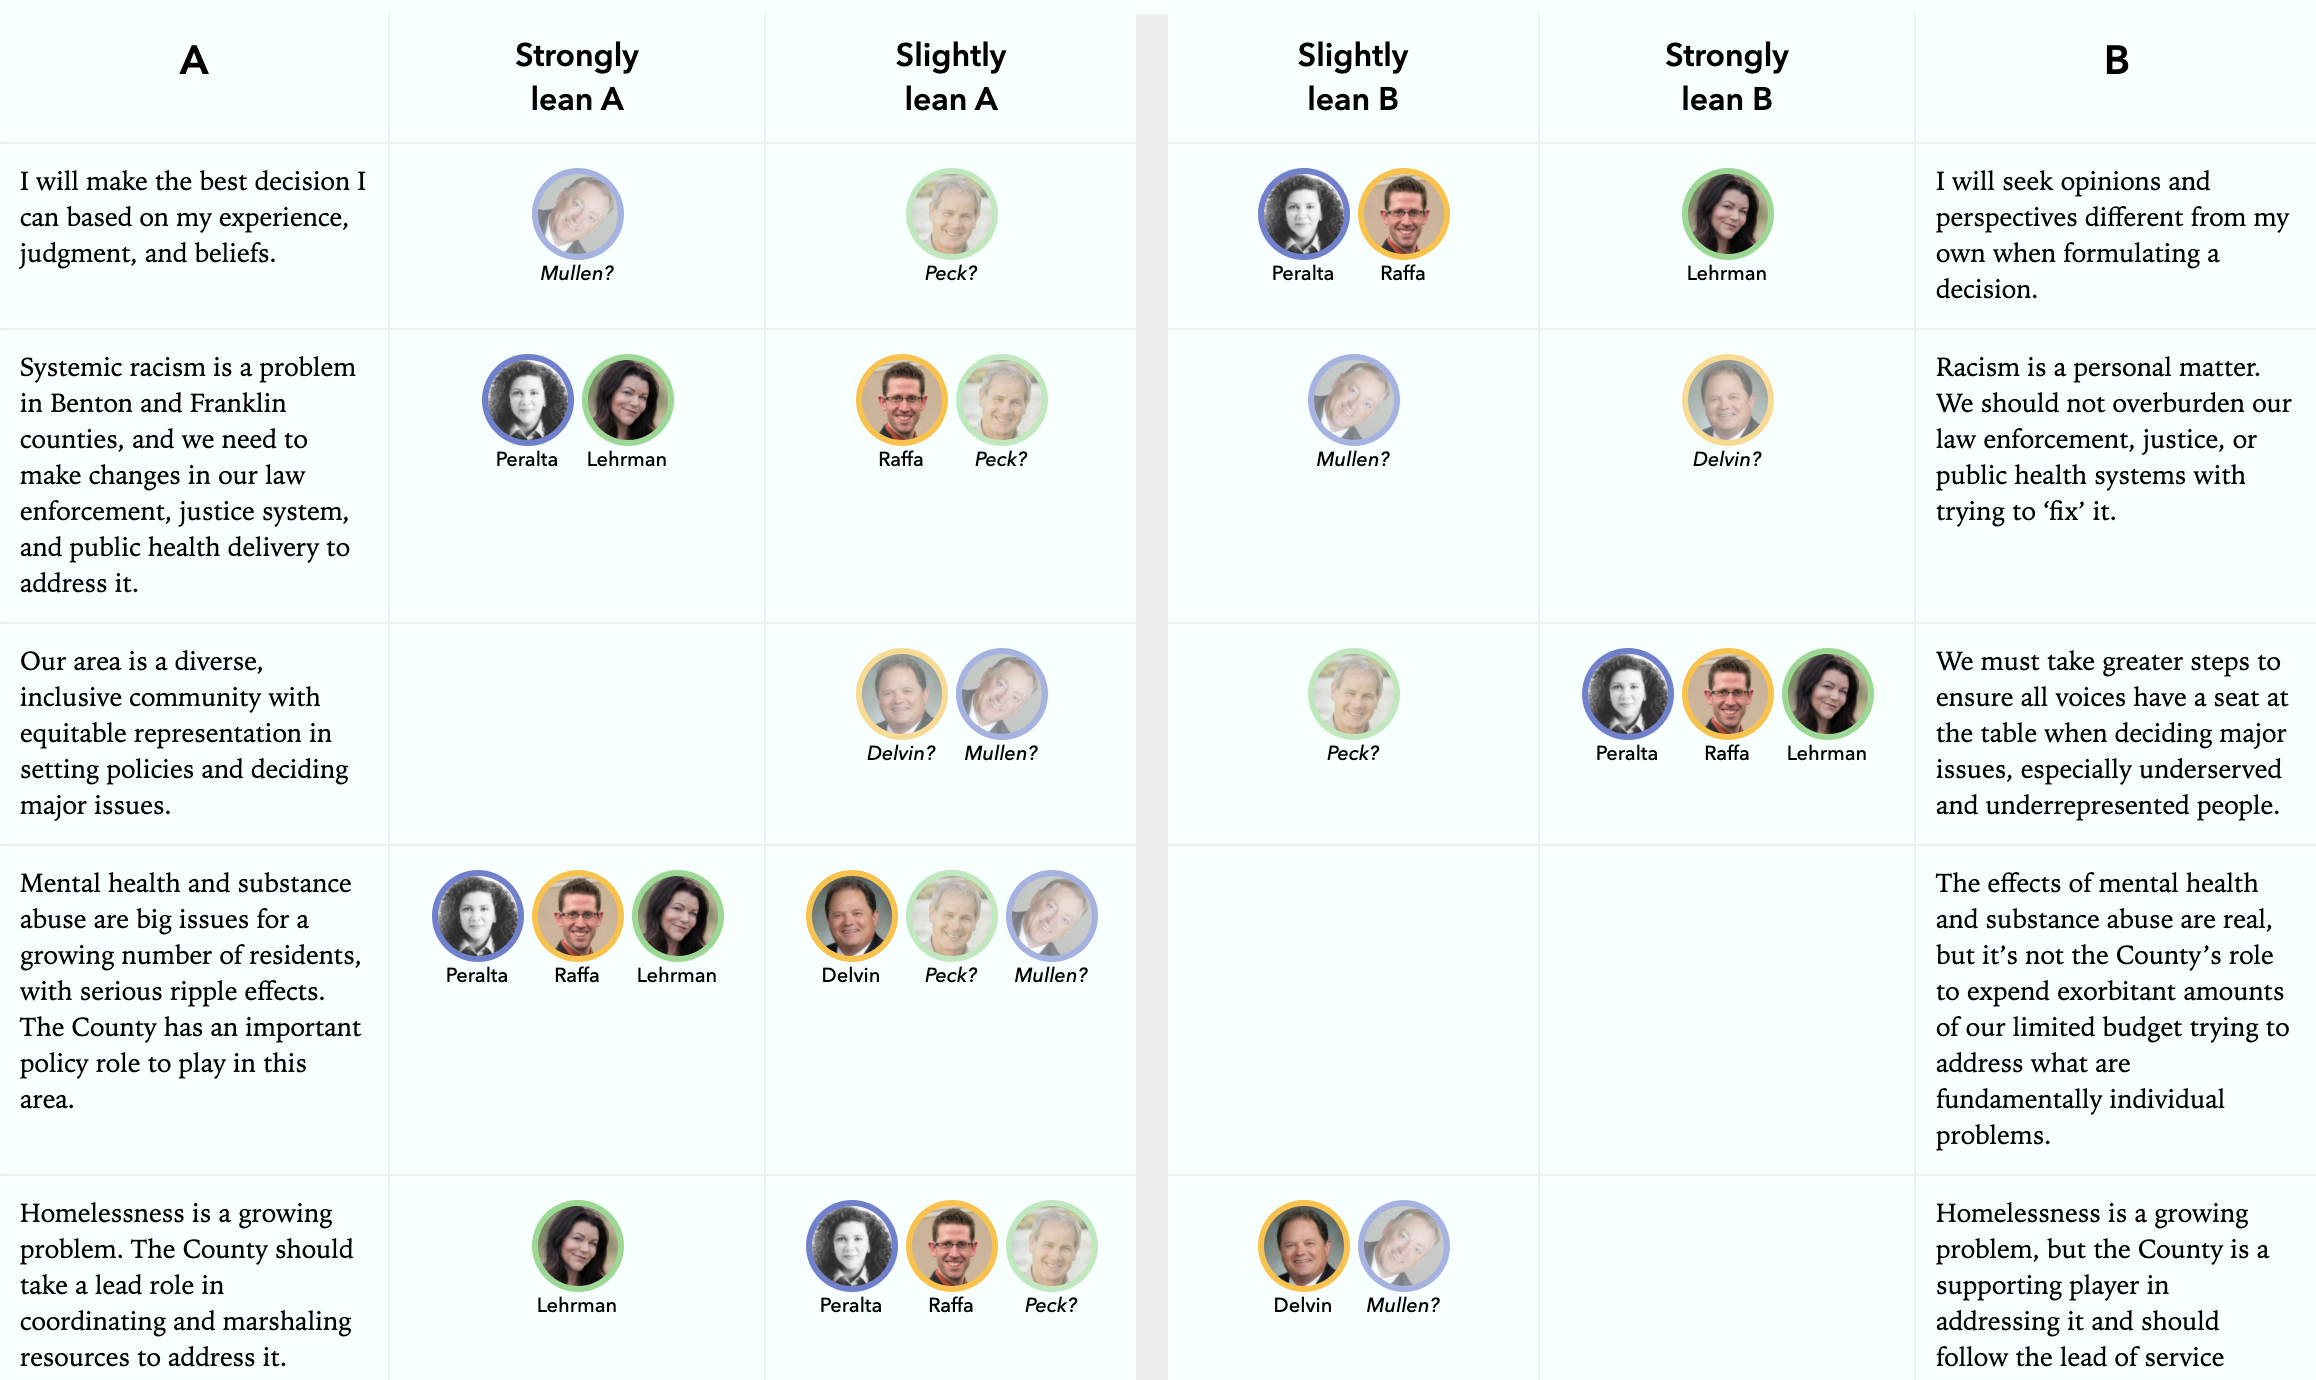 A
Strongly
lean A
Slightly
lean A
Slightly
lean B
Strongly
lean B
B
I will make the best decision I
can based on my experience,
judgment, and beliefs.
Mullen?
Peck?
Peralta
Raffa
Lehrman
I will seek opinions and
perspectives different from my
own when formulating a
decision.
Systemic racism is a problem
in Benton and Franklin
counties, and we need to
make changes in our law
enforcement, justice system,
and public health delivery to
address it.
Peralta
Lehrman
Raffa
Peck?
Mullen?
Delvin?
Racism is a personal matter.
We should not overburden our
law enforcement, justice, or
public health systems with
trying to ‘fix’ it.
Our area is a diverse,
inclusive community with
equitable representation in
setting policies and deciding
major issues.
Delvin?
Mullen?
Peck?
Peralta
Raffa
Lehrman
We must take greater steps to
ensure all voices have a seat at
the table when deciding major
issues, especially underserved
and underrepresented people.
Mental health and substance
abuse are big issues for a
growing number of residents,
with serious ripple effects.
The County has an important
policy role to play in this
area.
Peralta
Raffa
Lehrman
Delvin
Peck?
Mullen?
The effects of mental health
and substance abuse are real,
but it’s not the County’s role
to expend exorbitant amounts
of our limited budget trying to
address what are
fundamentally individual
problems.
Homelessness is a growing
problem. The County should
take a lead role in
coordinating and marshaling
resources to address it.
Lehrman
Peralta
Raffa
Peck?
Delvin
Mullen?
Homelessness is a growing
problem, but the County is a
supporting player in
addressing it and should
follow the lead of service